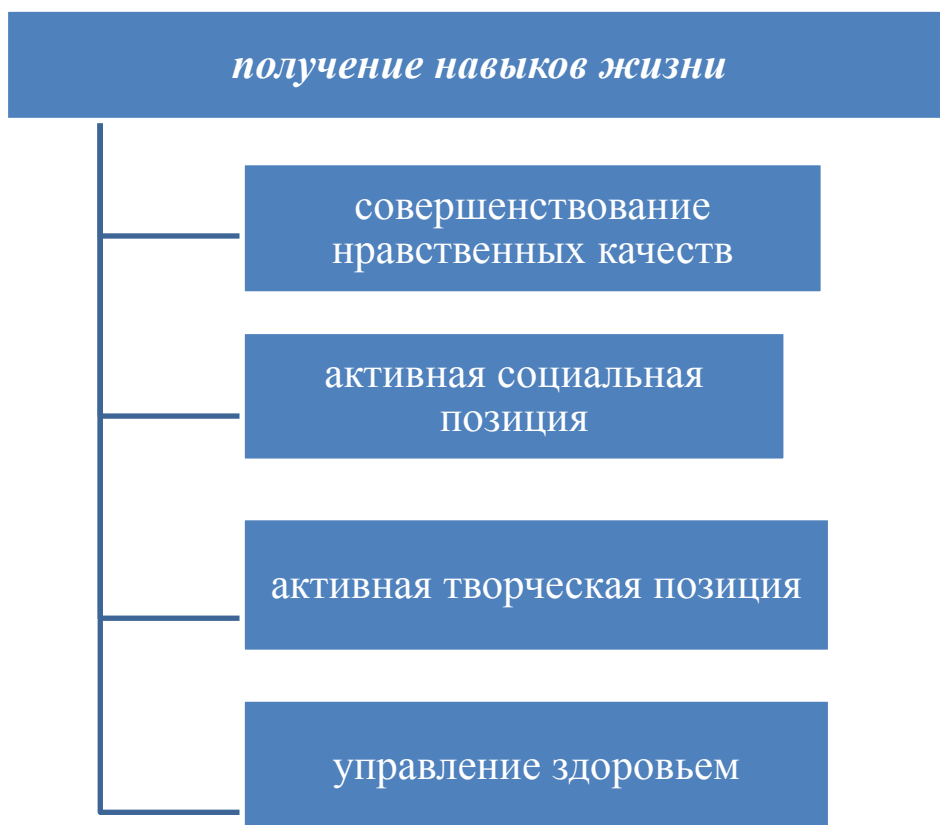 получение навыков жизни
совершенствование
нравственных качеств
активная социальная
позиция
активная творческая позиция
управление здоровьем